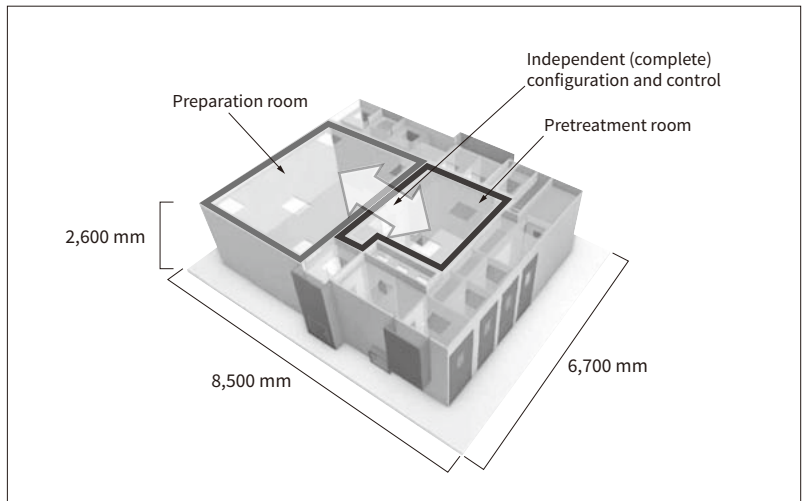 Independent (complete)
configuration and control
Preparation room
Pretreatment room
2,600 mm
8,500 mm
6,700 mm